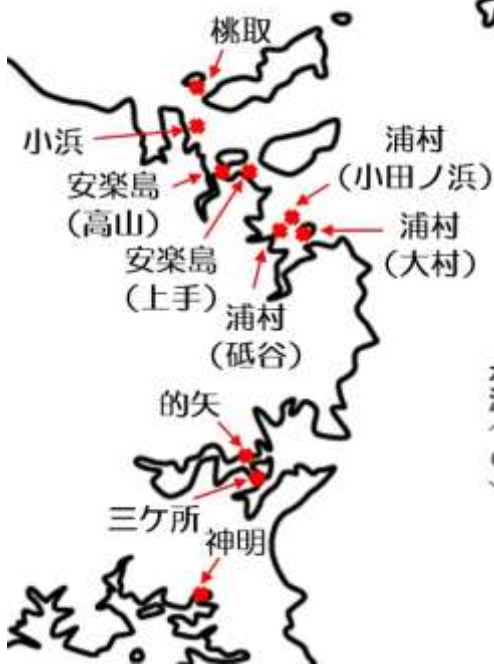 桃取
小浜
安楽島
（高山）
安楽島
（上手）
浦村
（小田ノ浜）
浦村
（大村）
浦村
（砥谷）
的矢
三ケ所
神明